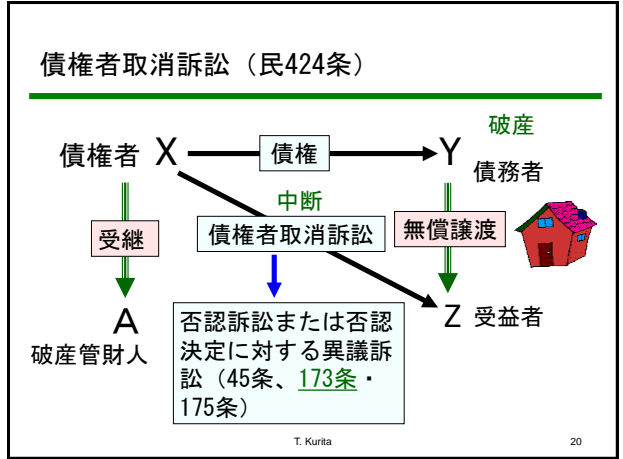 債権者取消訴訟（民424条）
破産
債権者 X
債権
Y
債務者
中断
受継
債権者取消訴訟
無償譲渡
A
破産管財人
否認訴訟または否認
決定に対する異議訴
訟（45条、173条・
175条）
Z 受益者
T. Kurita
20